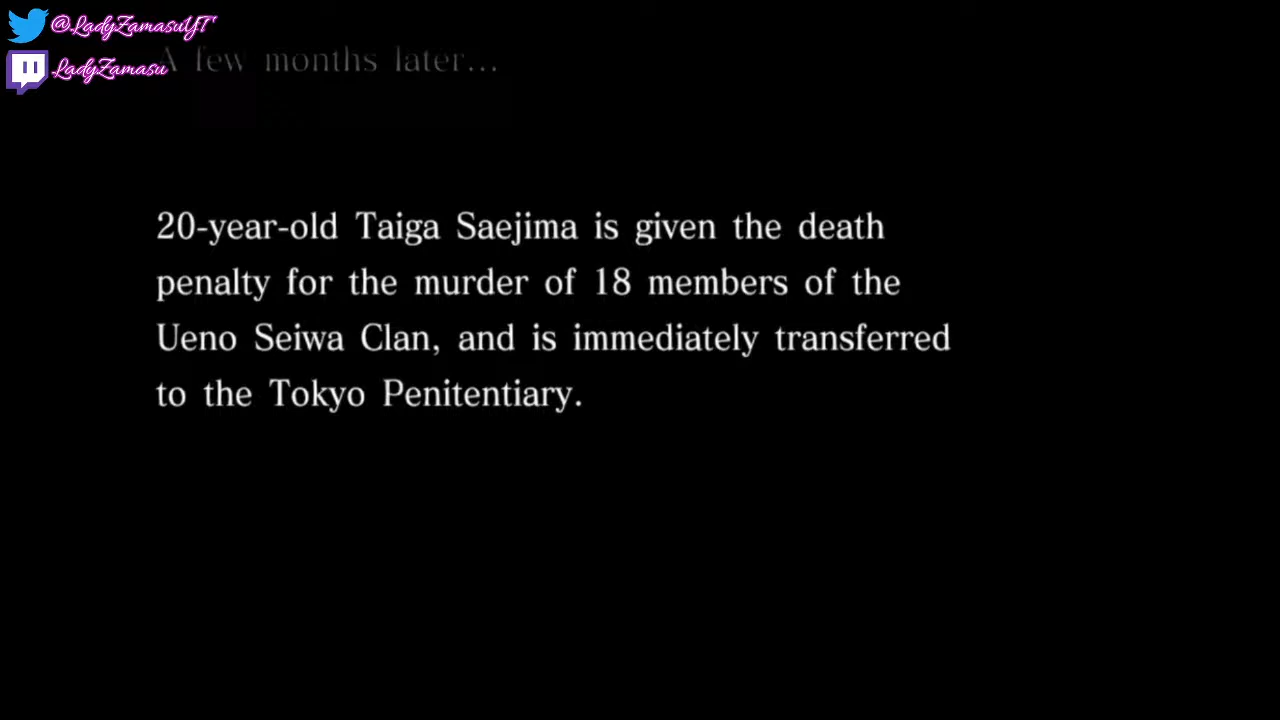 @LadyZamasuYT
A few months later...
LadyZamasu
20-year-old Taiga Saejima is given the death
penalty for the murder of 18 members of the
Ueno Seiwa Clan, and is immediately transferred
to the Tokyo Penitentiary.